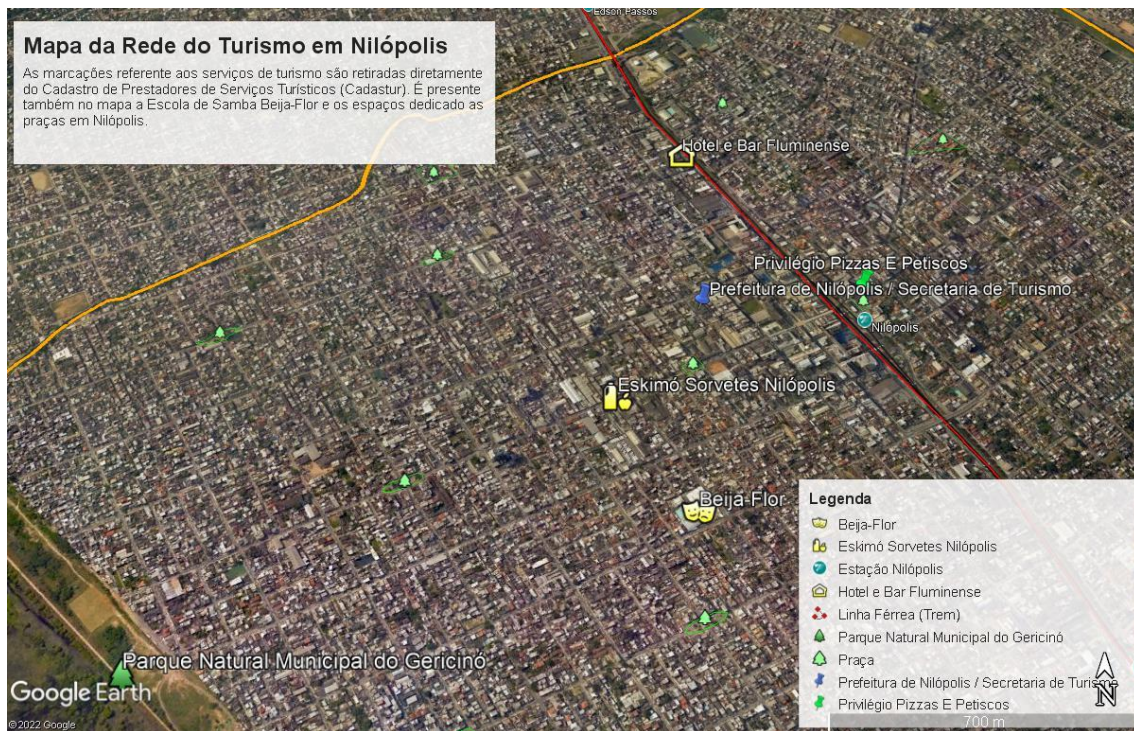 Edson Passos
Mapa da Rede do Turismo em Nilópolis
As marcações referente aos serviços de turismo são retiradas diretamente
do Cadastro de Prestadores de Serviços Turísticos (Cadastur). É presente
também no mapa a Escola de Samba Beija-Flor e os espaços dedicado as
praças em Nilópolis.
Hotel e Bar Fluminense
Privilégio Pizzas E Petiscos
Prefeitura de Nilópolis / Secretaria de Turismo
Nilópolis
Eskimó Sorvetes Nilópolis
Beija-Flor
Parque Natural Municipal do Gericinó
Google Earth
© 2022 Google
Legenda
Beija-Flor
Eskimó Sorvetes Nilópolis
Estação Nilópolis
Hotel e Bar Fluminense
Linha Férrea (Trem)
Parque Natural Municipal do Gericinó
Praça
Prefeitura de Nilópolis / Secretaria de Turismo
Privilégio Pizzas E Petiscos
N
700 m